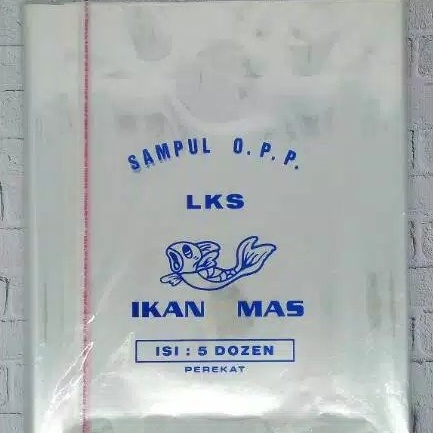 SAMPUL O.P.P.
LKS
IKAN MAS
ISI : 5 DOZEN
PEREKAT